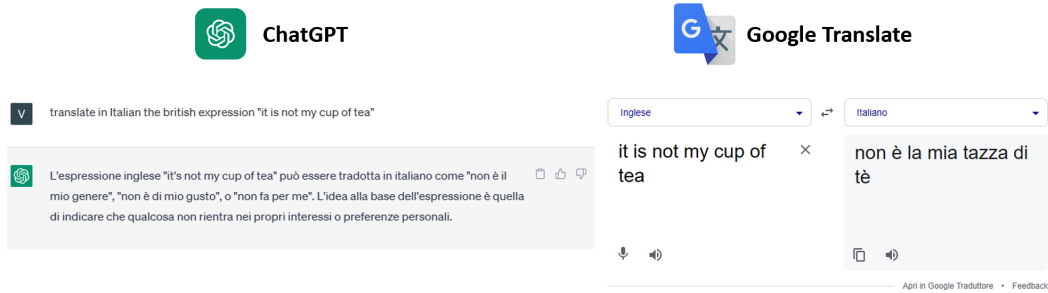 ChatGPT
V
translate in Italian the british expression "it is not my cup of tea"
L'espressione inglese "it's not my cup of tea" può essere tradotta in italiano come "non è il
mio genere", "non è di mio gusto", o "non fa per me". L'idea alla base dell'espressione è quella
di indicare che qualcosa non rientra nei propri interessi o preferenze personali.
G 文
Google Translate
Inglese
Italiano
it is not my cup of
tea
non è la mia tazza di
tè
Apri in Google Traduttore • Feedback